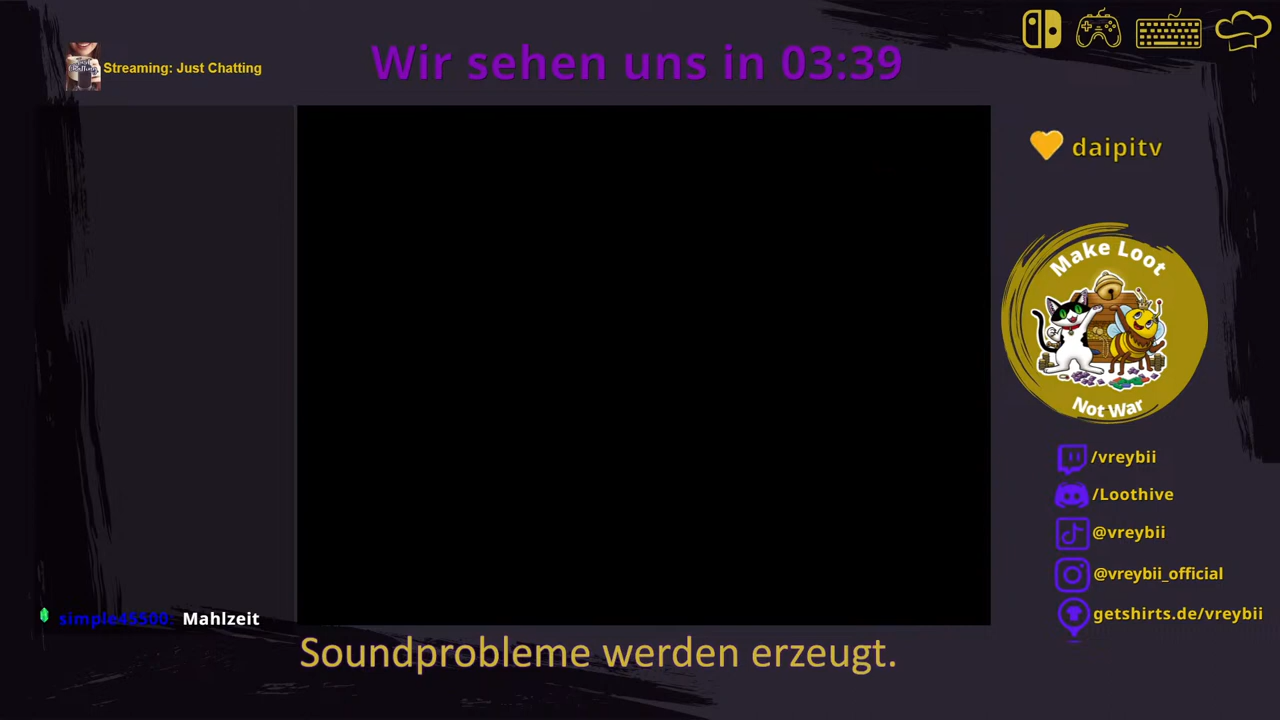 Wir sehen uns in 03:39
Streaming: Just Chatting
daipitv
Make Loot
Not War
/vreybii
/Loothive
@vreybii
@vreybii_official
getshirts.de/vreybii
simple45500: Mahlzeit
Soundprobleme werden erzeugt.